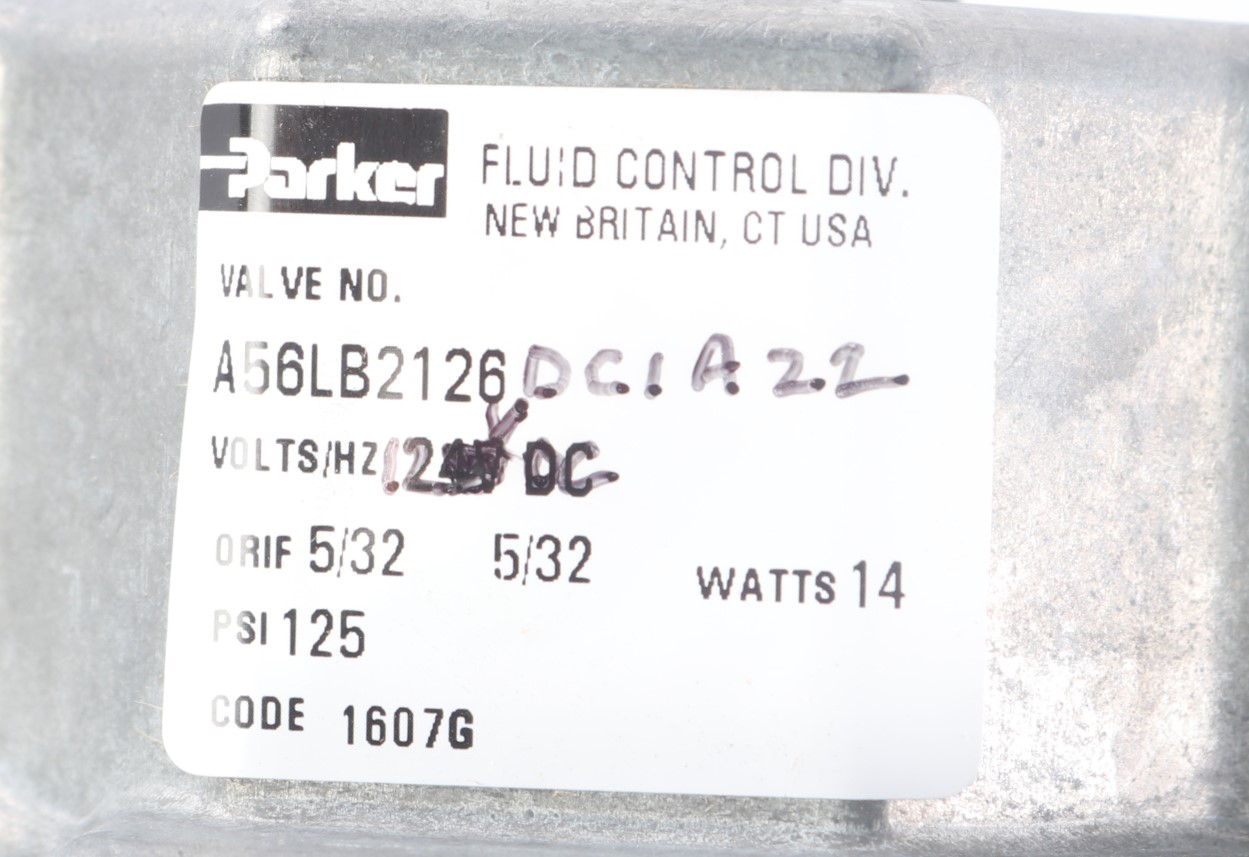 Parker
FLUID CONTROL DIV.
NEW BRITAIN, CT USA
VALVE NO.
A56LB2126 DC1A22
VOLTS/HZ DC
ORIF 5/32 5/32
WATTS 14
PSI 125
CODE 1607G